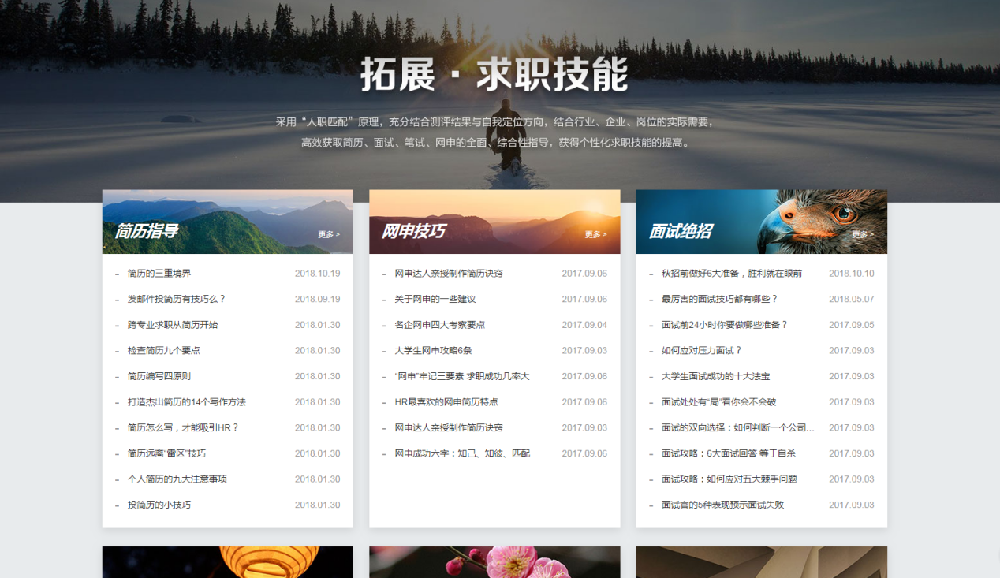 拓展·求职技能
采用“人职匹配”原理，充分结合测评结果与自我定位方向，结合行业、企业、岗位的实际需要，
高效获取简历、面试、笔试、网申的全面、综合性指导，获得个性化求职技能的提高。
简历指导
更多 >
- 简历的三重境界 2018.10.19
- 发邮件投简历有技巧么？ 2018.09.19
- 跨专业求职从简历开始 2018.01.30
- 检查简历九个要点 2018.01.30
- 简历编写四原则 2018.01.30
- 打造杰出简历的14个写作方法 2018.01.30
- 简历怎么写，才能吸引HR？ 2018.01.30
- 简历远离“雷区”技巧 2018.01.30
- 个人简历的九大注意事项 2018.01.30
- 投简历的小技巧 2018.01.30
网申技巧
更多 >
- 网申达人亲授制作简历诀窍 2017.09.06
- 关于网申的一些建议 2017.09.06
- 名企网申四大考察要点 2017.09.04
- 大学生网申攻略6条 2017.09.03
- “网申”牢记三要素 求职成功几率大 2017.09.06
- HR最喜欢的网申简历特点 2017.09.06
- 网申达人亲授制作简历诀窍 2017.09.03
- 网申成功六字：知己、知彼、匹配 2017.09.06
面试绝招
更多 >
- 秋招前做好6大准备，胜利就在眼前 2018.10.10
- 最厉害的面试技巧都有哪些？ 2018.05.07
- 面试前24小时你要做哪些准备？ 2017.09.05
- 如何应对压力面试？ 2017.09.03
- 大学生面试成功的十大法宝 2017.09.03
- 面试处处有“局”看你会不会破 2017.09.03
- 面试的双向选择：如何判断一个公司... 2017.09.03
- 面试攻略：6大面试回答 等于自杀 2017.09.03
- 面试攻略：如何应对五大棘手问题 2017.09.03
- 面试官的5种表现预示面试失败 2017.09.03